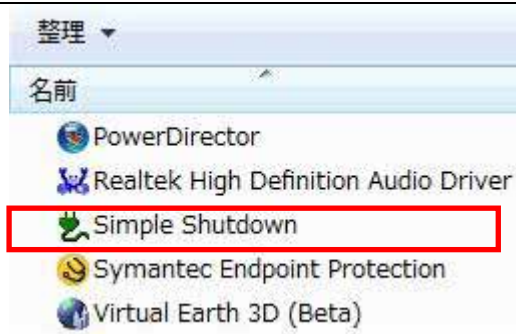 整理
名前
PowerDirector
Realtek High Definition Audio Driver
Simple Shutdown
Symantec Endpoint Protection
Virtual Earth 3D (Beta)